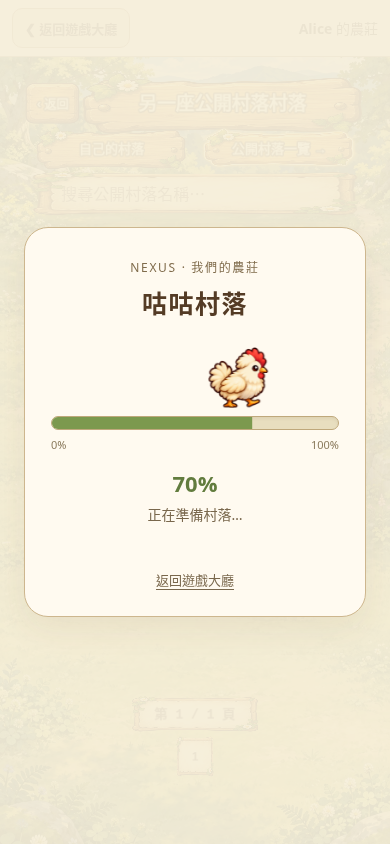 ❮ 返回遊戲大廳
Alice 的農莊
返回
另一座公開村落村落
自己的村落
公開村落一覽
搜尋公開村落名稱…
NEXUS · 我們的農莊
咕咕村落
0%
100%
70%
正在準備村落…
返回遊戲大廳
第 1 / 1 頁
1